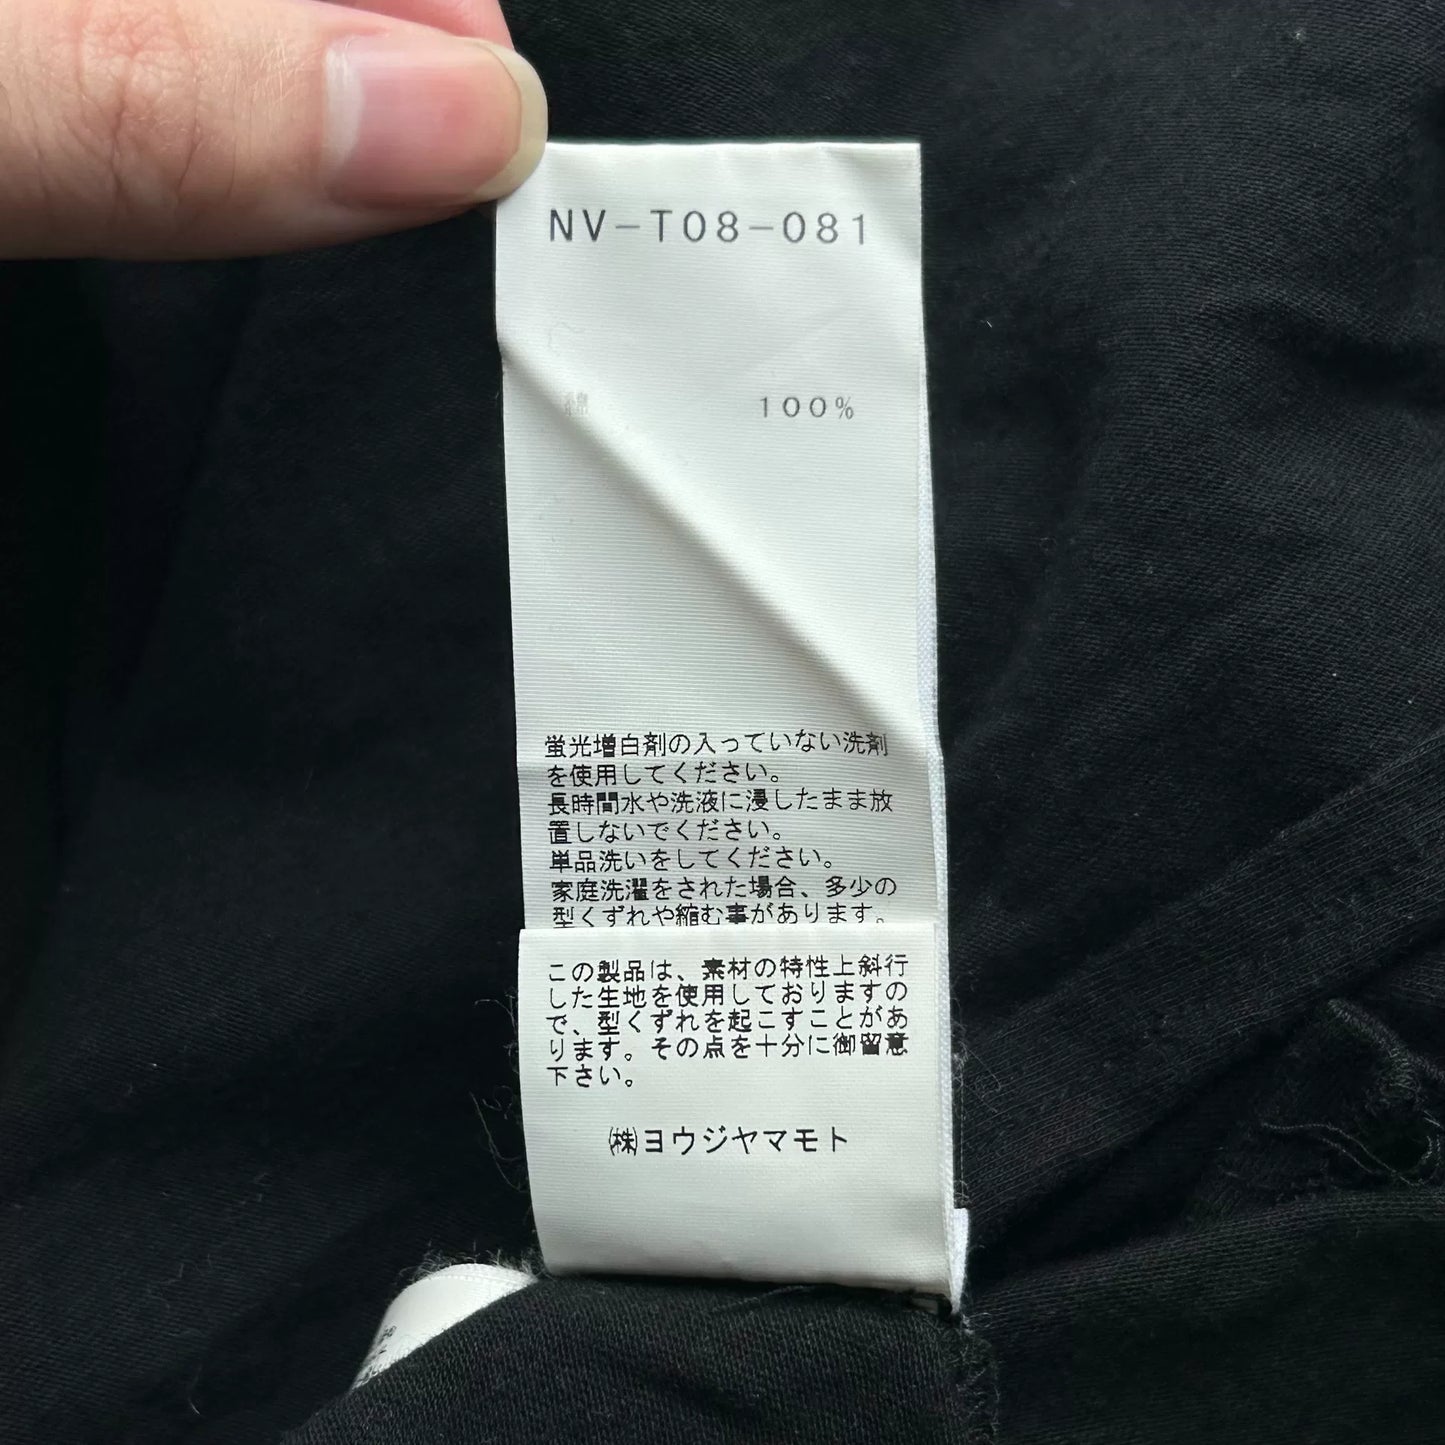 NV-T08-081
100%
蛍光増白剤の入っていない洗剤
を使用してください。
長時間水や洗液に浸したまま放
置しないでください。
単品洗いをしてください。
家庭洗濯をされた場合、多少の
型くずれや縮む事があります。
この製品は、素材の特性上斜行
した生地を使用しておりますの
で、型くずれを起こすことがあ
ります。その点を十分に御留意
下さい。
㈱ヨウジヤマモト